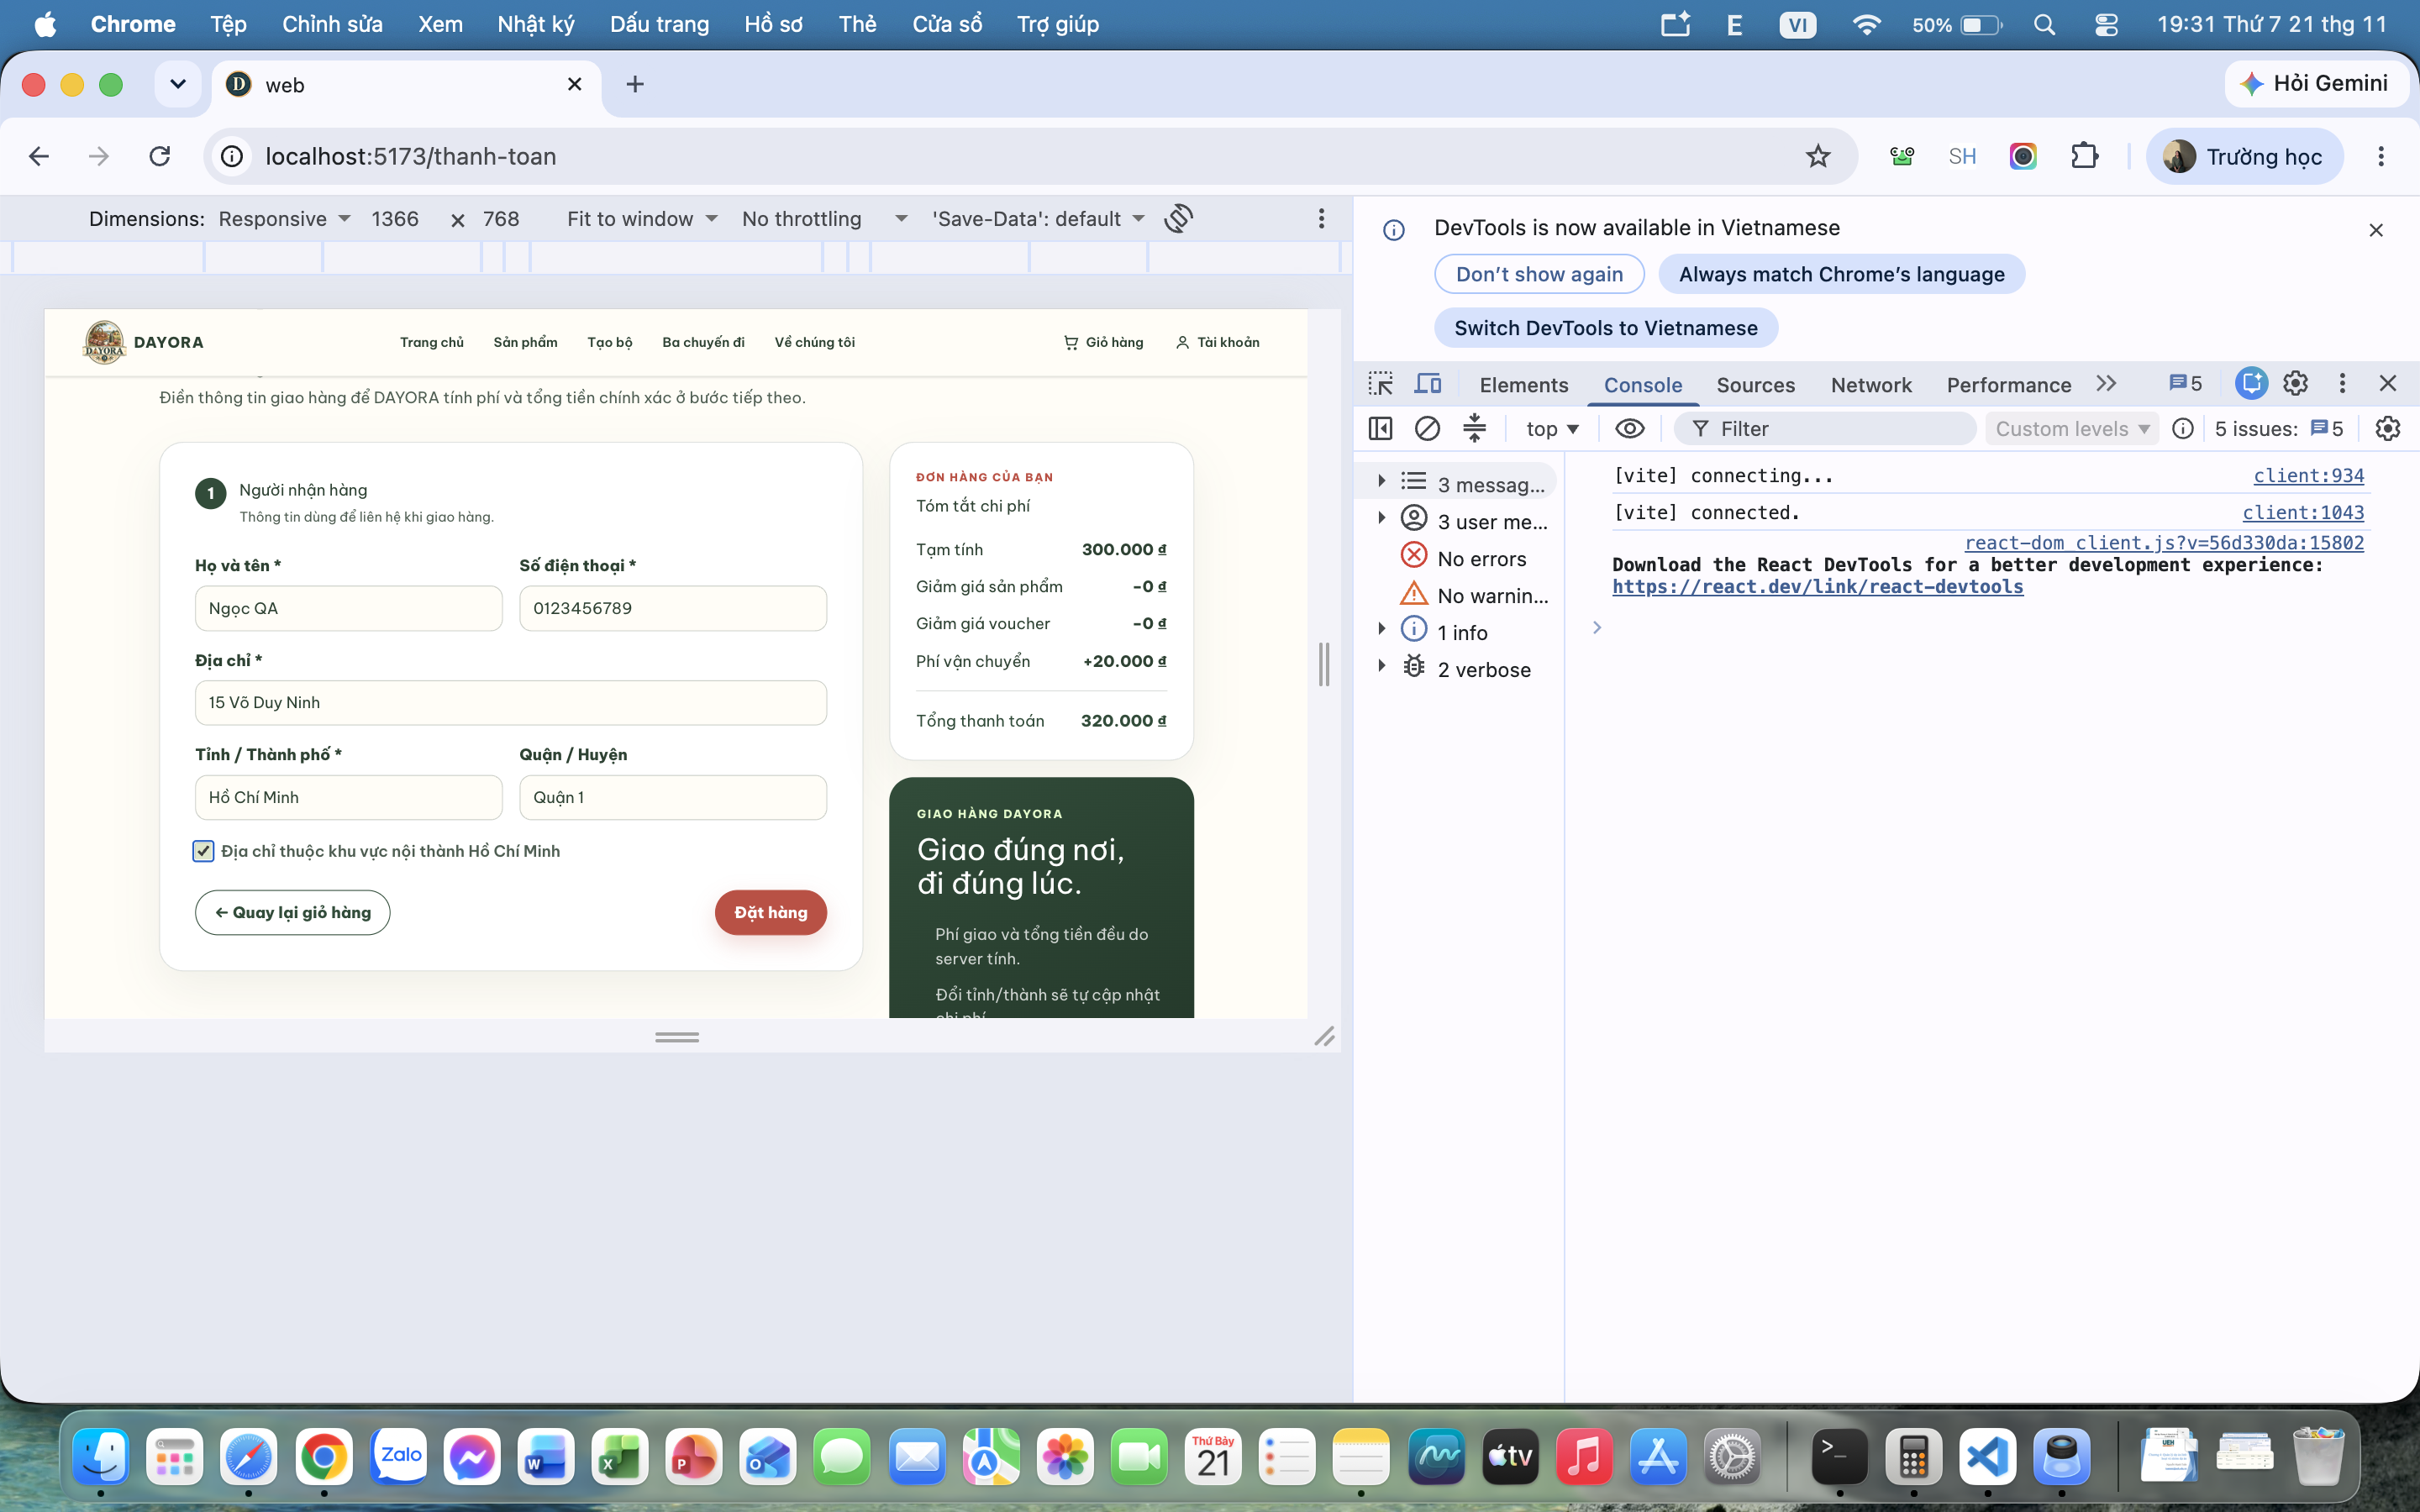 Chrome Tệp Chỉnh sửa Xem Nhật ký Dấu trang Hồ sơ Thẻ Cửa sổ Trợ giúp E VI 50% 19:31 Thứ 7 21 thg 11
D web Hỏi Gemini
localhost:5173/thanh-toan SH Trường học
Dimensions: Responsive 1366 × 768 Fit to window No throttling 'Save-Data': default
DAYORA DAYORA Trang chủ Sản phẩm Tạo bộ Ba chuyến đi Về chúng tôi Giỏ hàng Tài khoản
Điền thông tin giao hàng để DAYORA tính phí và tổng tiền chính xác ở bước tiếp theo.
1 Người nhận hàng
Thông tin dùng để liên hệ khi giao hàng.
Họ và tên * Số điện thoại *
Ngọc QA 0123456789
Địa chỉ *
15 Võ Duy Ninh
Tỉnh / Thành phố * Quận / Huyện
Hồ Chí Minh Quận 1
Địa chỉ thuộc khu vực nội thành Hồ Chí Minh
← Quay lại giỏ hàng Đặt hàng
ĐƠN HÀNG CỦA BẠN
Tóm tắt chi phí
Tạm tính 300.000 ₫
Giảm giá sản phẩm -0 ₫
Giảm giá voucher -0 ₫
Phí vận chuyển +20.000 ₫
Tổng thanh toán 320.000 ₫
GIAO HÀNG DAYORA
Giao đúng nơi,
đi đúng lúc.
Phí giao và tổng tiền đều do
server tính.
Đổi tỉnh/thành sẽ tự cập nhật
chi phí
DevTools is now available in Vietnamese
Don't show again Always match Chrome's language
Switch DevTools to Vietnamese
Elements Console Sources Network Performance 5
top Filter Custom levels 5 issues: 5
3 messag...
3 user me...
No errors
No warnin...
1 info
2 verbose
[vite] connecting... client:934
[vite] connected. client:1043
react-dom_client.js?v=56d330da:15802
Download the React DevTools for a better development experience:
https://react.dev/link/react-devtools
Zalo W X P O Thứ Bảy 21 tv >_